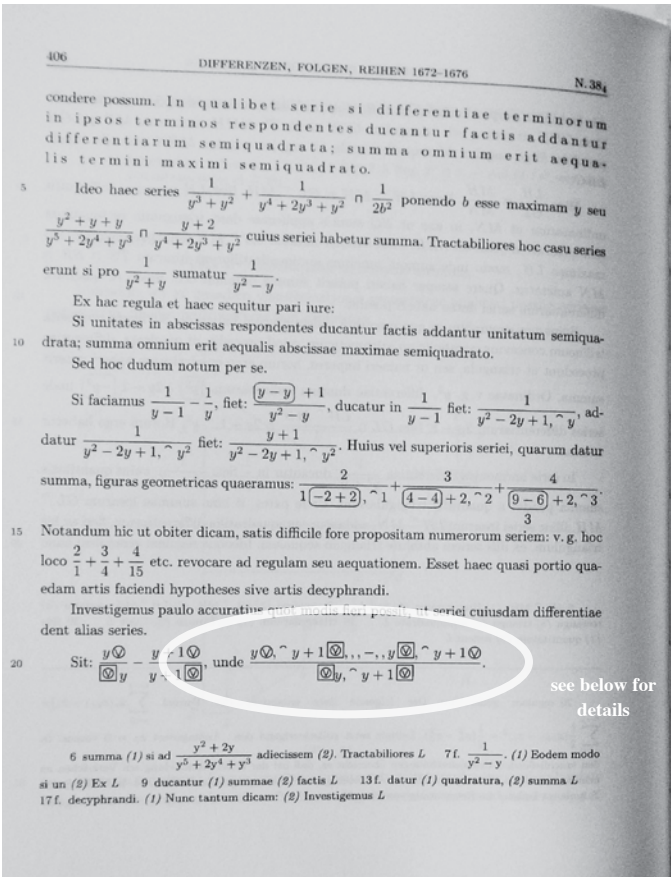 406
DIFFERENZEN, FOLGEN, REIHEN 1672–1676
N. 38₄
condere possum. In qualibet serie si differentiae terminorum
in ipsos terminos respondentes ducantur factis addantur
differentiarum semiquadrata; summa omnium erit aequa-
lis termini maximi semiquadrato.
5 Ideo haec series 1/(y³ + y²) + 1/(y⁴ + 2y³ + y²) ⊓ 1/(2b²) ponendo b esse maximam y seu
(y² + y + y)/(y⁵ + 2y⁴ + y³) ⊓ (y + 2)/(y⁴ + 2y³ + y²) cuius seriei habetur summa. Tractabiliores hoc casu series
erunt si pro 1/(y² + y) sumatur 1/(y² − y).
Ex hac regula et haec sequitur pari iure:
Si unitates in abscissas respondentes ducantur factis addantur unitatum semiqua-
10 drata; summa omnium erit aequalis abscissae maximae semiquadrato.
Sed hoc dudum notum per se.
Si faciamus 1/(y − 1) − 1/y, fiet: ((y − y) + 1)/(y² − y), ducatur in 1/(y − 1) fiet: 1/(y² − 2y + 1, ⌢ y), ad-
datur 1/(y² − 2y + 1, ⌢ y²) fiet: (y + 1)/(y² − 2y + 1, ⌢ y²). Huius vel superioris seriei, quarum datur
summa, figuras geometricas quaeramus: 2/(1(−2 + 2), ⌢ 1) + 3/((4 − 4) + 2, ⌢ 2) + 4/((9 − 6) + 2, ⌢ 3).
3
15 Notandum hic ut obiter dicam, satis difficile fore propositam numerorum seriem: v. g. hoc
loco 2/1 + 3/4 + 4/15 etc. revocare ad regulam seu aequationem. Esset haec quasi portio qua-
edam artis faciendi hypotheses sive artis decyphrandi.
Investigemus paulo accuratius quot modis fieri possit, ut seriei cuiusdam differentiae
dent alias series.
20 Sit: yⓋ/Ⓥy − y + 1Ⓥ/y + 1Ⓥ, unde yⓋ, ⌢ y + 1Ⓥ, , , −, , yⓋ, ⌢ y + 1Ⓥ/Ⓥy, ⌢ y + 1Ⓥ.
see below for
details
6 summa (1) si ad (y² + 2y)/(y⁵ + 2y⁴ + y³) adiecissem (2). Tractabiliores L 7 f. 1/(y² − y). (1) Eodem modo
si un (2) Ex L 9 ducantur (1) summae (2) factis L 13 f. datur (1) quadratura, (2) summa L
17 f. decyphrandi. (1) Nunc tantum dicam: (2) Investigemus L